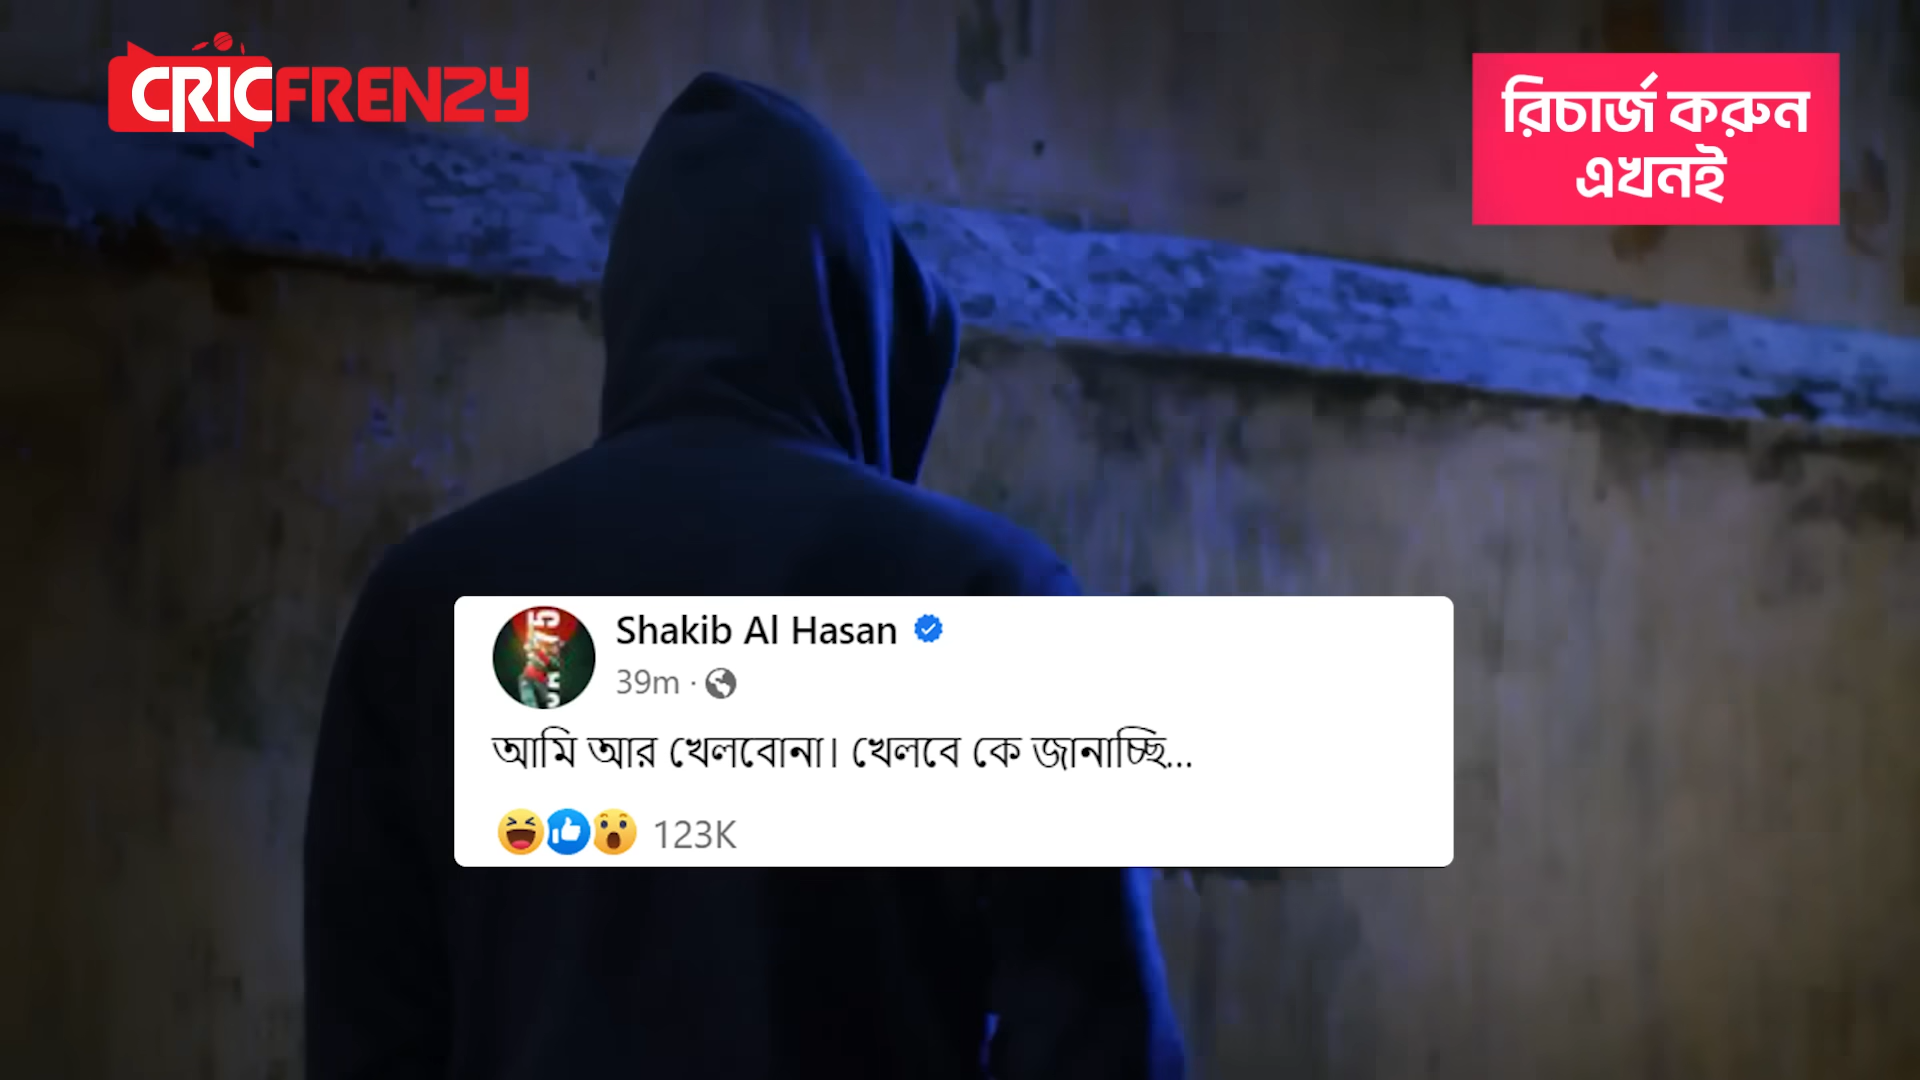 CRICFRENZY
রিচার্জ করুন
এখনই
Shakib Al Hasan
39m ·
আমি আর খেলবোনা। খেলবে কে জানাচ্ছি...
123K